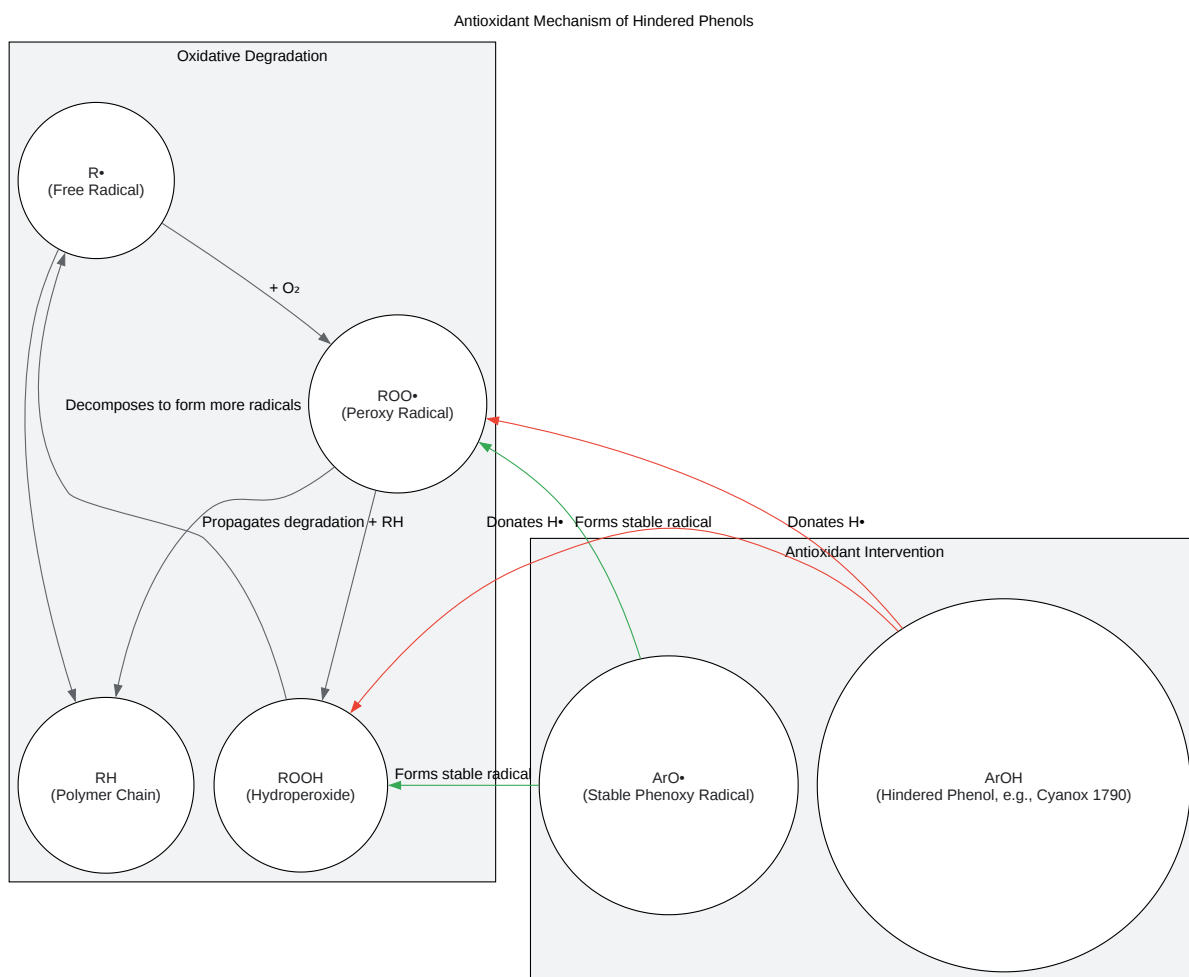 Antioxidant Mechanism of Hindered Phenols
Oxidative Degradation
R•
(Free Radical)
+ O₂
Decomposes to form more radicals
ROO•
(Peroxy Radical)
Propagates degradation
+ RH
Donates H•
Forms stable radical
Donates H•
Antioxidant Intervention
RH
(Polymer Chain)
ROOH
(Hydroperoxide)
Forms stable radical
ArO•
(Stable Phenoxy Radical)
ArOH
(Hindered Phenol, e.g., Cyanox 1790)